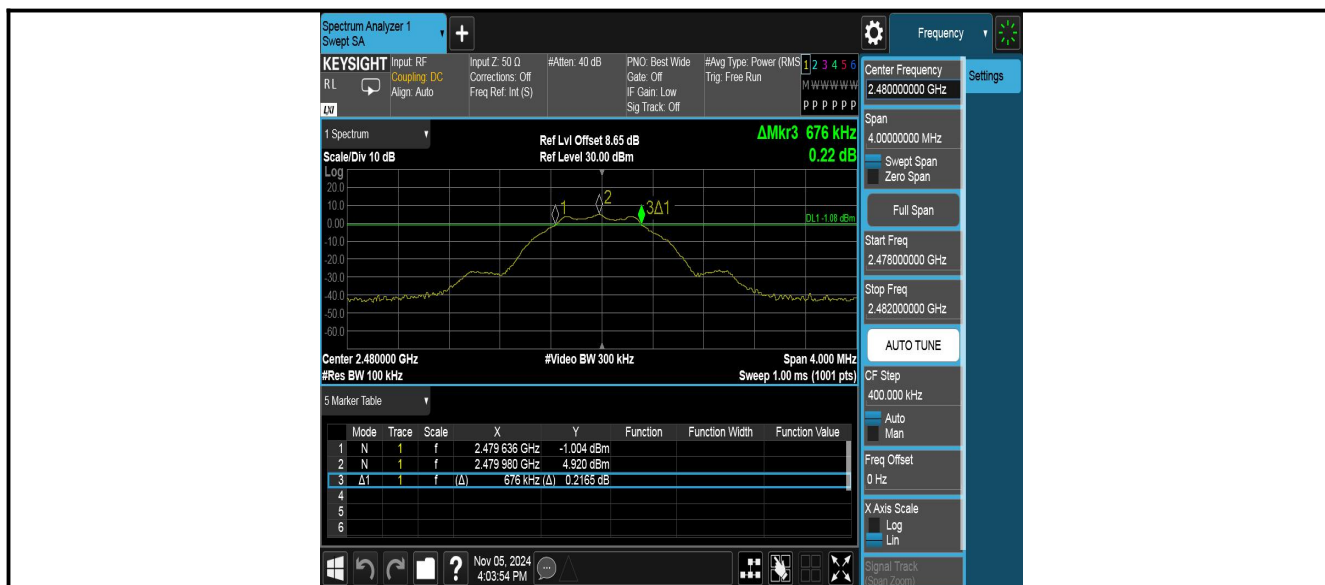 Spectrum Analyzer 1
Swept SA
+
Frequency
KEYSIGHT
RL
LXI
Input: RF
Coupling: DC
Align: Auto
Input Z: 50 Ω
Corrections: Off
Freq Ref: Int (S)
#Atten: 40 dB
PNO: Best Wide
Gate: Off
IF Gain: Low
Sig Track: Off
#Avg Type: Power (RMS
Trig: Free Run
1 2 3 4 5 6
M W W W W W
P P P P P P
1 Spectrum
Scale/Div 10 dB
Ref Lvl Offset 8.65 dB
Ref Level 30.00 dBm
ΔMkr3 676 kHz
0.22 dB
Log
20.0
10.0
0.00
-10.0
-20.0
-30.0
-40.0
-50.0
-60.0
1
2
3Δ1
DL1 -1.08 dBm
Center 2.480000 GHz
#Video BW 300 kHz
Span 4.000 MHz
#Res BW 100 kHz
Sweep 1.00 ms (1001 pts)
5 Marker Table
Mode Trace Scale X Y Function Function Width Function Value
1 N 1 f 2.479 636 GHz -1.004 dBm
2 N 1 f 2.479 980 GHz 4.920 dBm
3 Δ1 1 f (Δ) 676 kHz (Δ) 0.2165 dB
4
5
6
?
Nov 05, 2024
4:03:54 PM
Center Frequency
2.480000000 GHz
Settings
Span
4.00000000 MHz
Swept Span
Zero Span
Full Span
Start Freq
2.478000000 GHz
Stop Freq
2.482000000 GHz
AUTO TUNE
CF Step
400.000 kHz
Auto
Man
Freq Offset
0 Hz
X Axis Scale
Log
Lin
Signal Track
(Span Zoom)